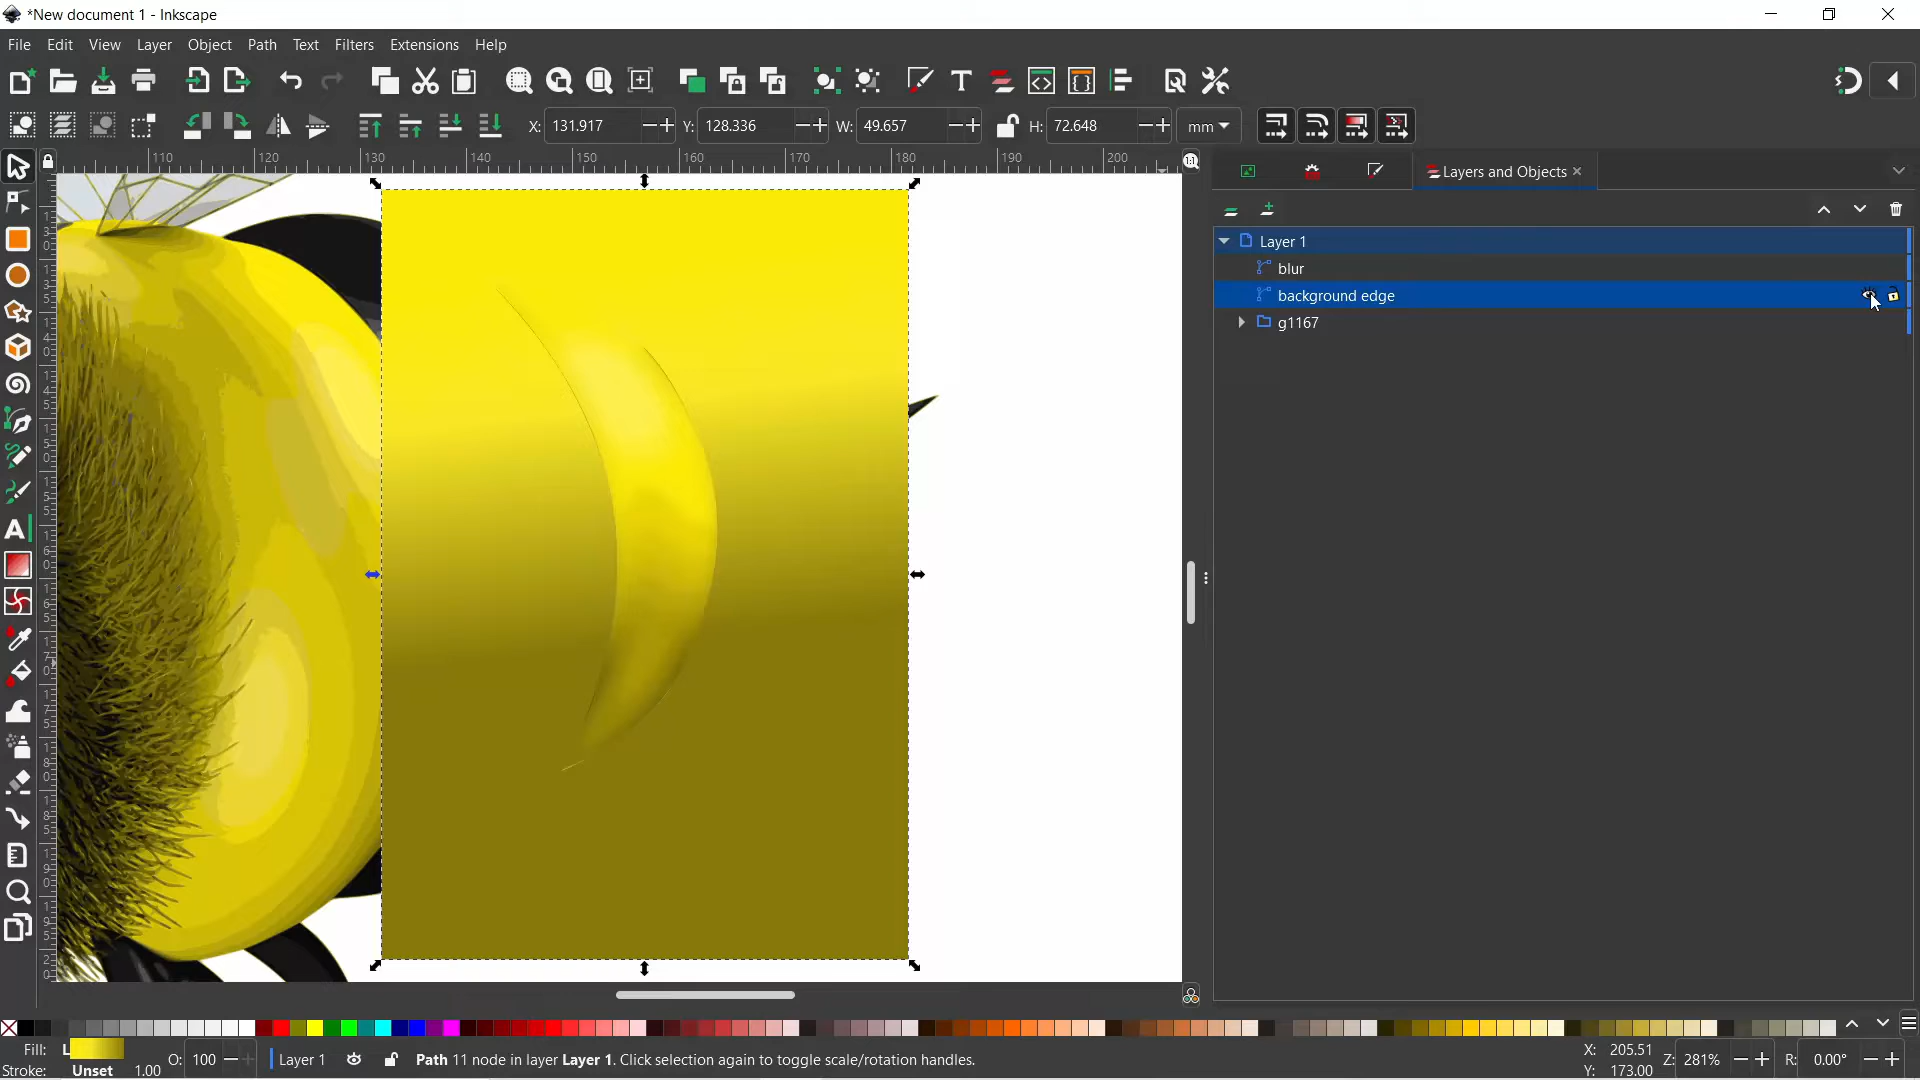 *New document 1 - Inkscape
File Edit View Layer Object Path Text Filters Extensions Help
X: 131.917 Y: 128.336 W: 49.657 H: 72.648 mm
110 120 130 140 150 160 170 180 190 200
1:1
Layers and Objects
Layer 1
blur
background edge
g1167
Fill: L O: 100 Layer 1 Path 11 node in layer Layer 1. Click selection again to toggle scale/rotation handles. X: 205.51 Z: 281% R: 0.00°
Stroke: Unset 1.00 Y: 173.00